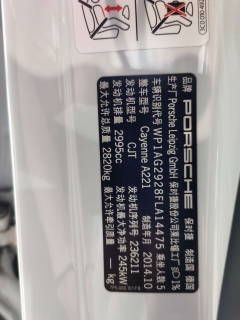 PORSCHE 保时捷 制造国 德国
生产厂 Porsche Leipzig GmbH 保时捷股份公司莱比锡工厂
车辆识别代号 WP1AG2928FLA14475 乘坐人数 5
整车型号 Cayenne A221 制造年月 2014.10
发动机型号 CJT 发动机序列号 236211
发动机排量 2995cc 发动机最大净功率 245kW
最大允许总质量 2820kg 最大允许牵引质量 — kg